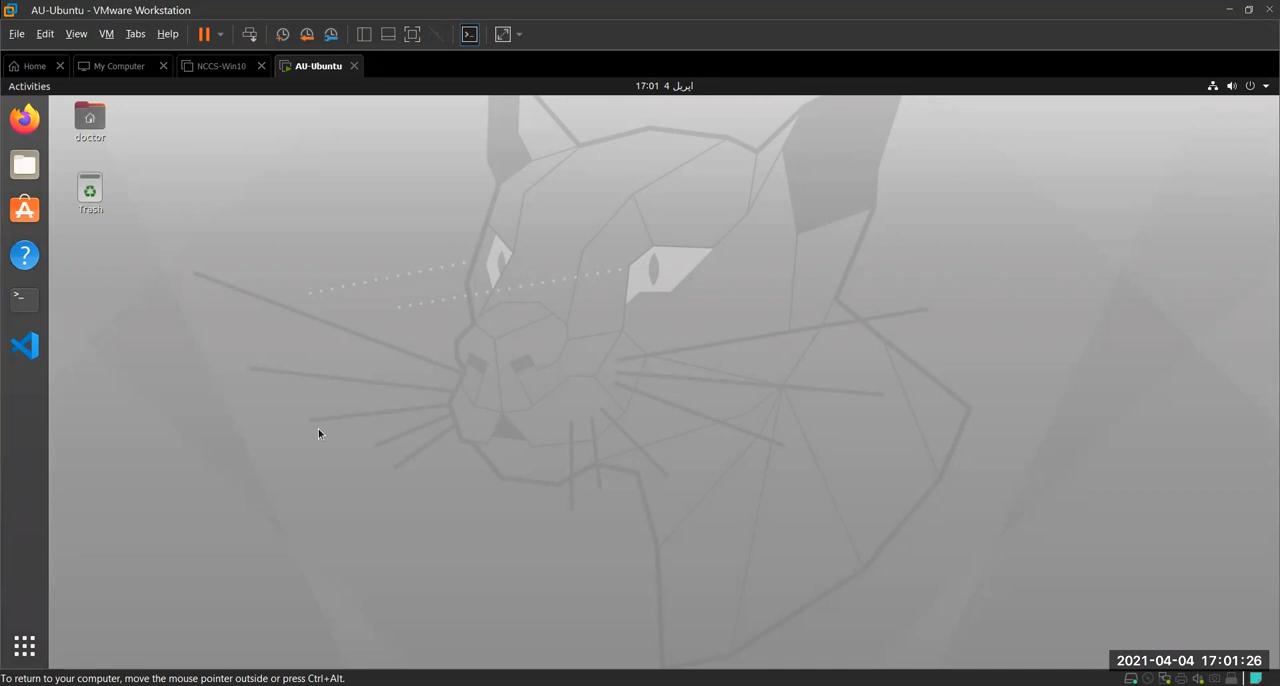 AU-Ubuntu - VMware Workstation
File Edit View VM Tabs Help
Home My Computer NCCS-Win10 AU-Ubuntu
Activities
17:01 4 اپریل
doctor
Trash
2021-04-04 17:01:26
To return to your computer, move the mouse pointer outside or press Ctrl+Alt.